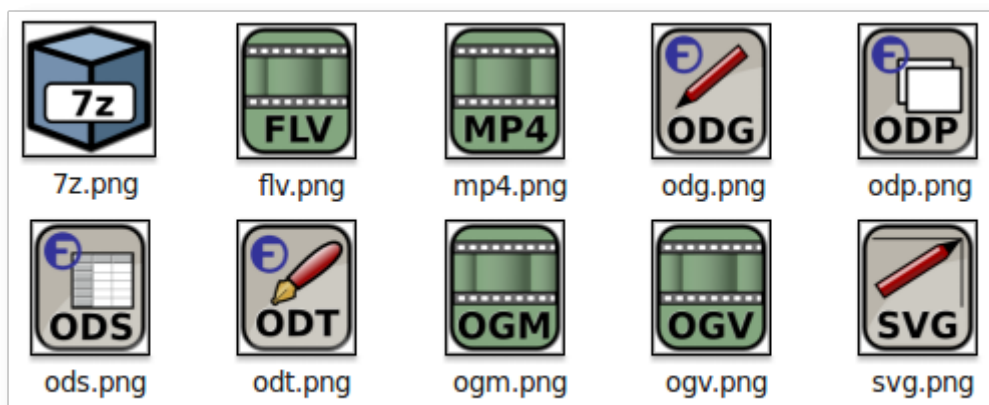 7z FLV MP4 ODG ODP
7z.png flv.png mp4.png odg.png odp.png
ODS ODT OGM OGV SVG
ods.png odt.png ogm.png ogv.png svg.png